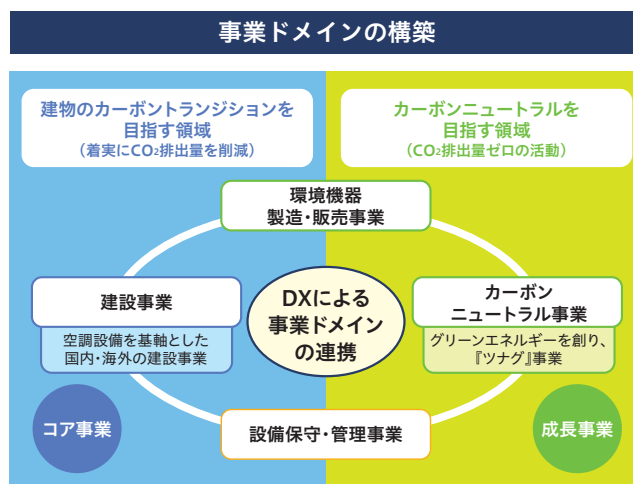 事業ドメインの構築
建物のカーボントランジションを
目指す領域
（着実にCO₂排出量を削減）
カーボンニュートラルを
目指す領域
（CO₂排出量ゼロの活動）
環境機器
製造・販売事業
建設事業
空調設備を基軸とした
国内・海外の建設事業
DXによる
事業ドメイン
の連携
カーボン
ニュートラル事業
グリーンエネルギーを創り、
『ツナグ』事業
コア事業
設備保守・管理事業
成長事業